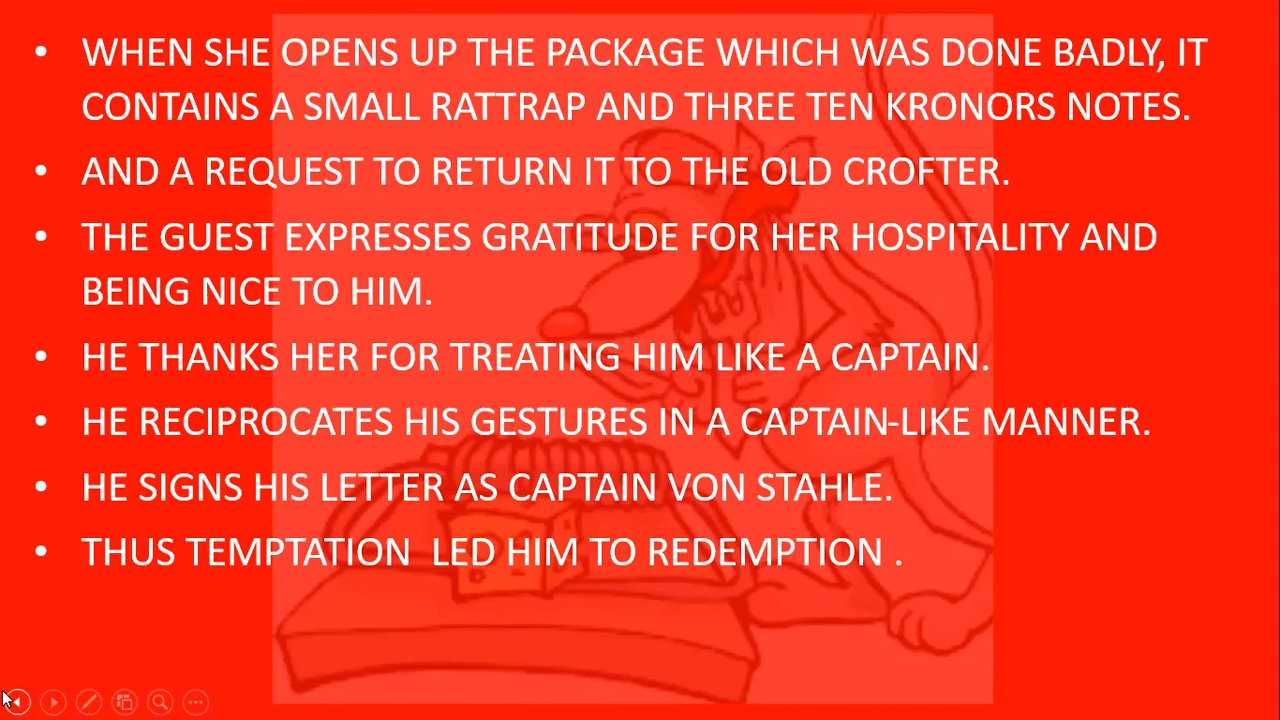 • WHEN SHE OPENS UP THE PACKAGE WHICH WAS DONE BADLY, IT
CONTAINS A SMALL RATTRAP AND THREE TEN KRONORS NOTES.
• AND A REQUEST TO RETURN IT TO THE OLD CROFTER.
• THE GUEST EXPRESSES GRATITUDE FOR HER HOSPITALITY AND
BEING NICE TO HIM.
• HE THANKS HER FOR TREATING HIM LIKE A CAPTAIN.
• HE RECIPROCATES HIS GESTURES IN A CAPTAIN-LIKE MANNER.
• HE SIGNS HIS LETTER AS CAPTAIN VON STAHLE.
• THUS TEMPTATION  LED HIM TO REDEMPTION .